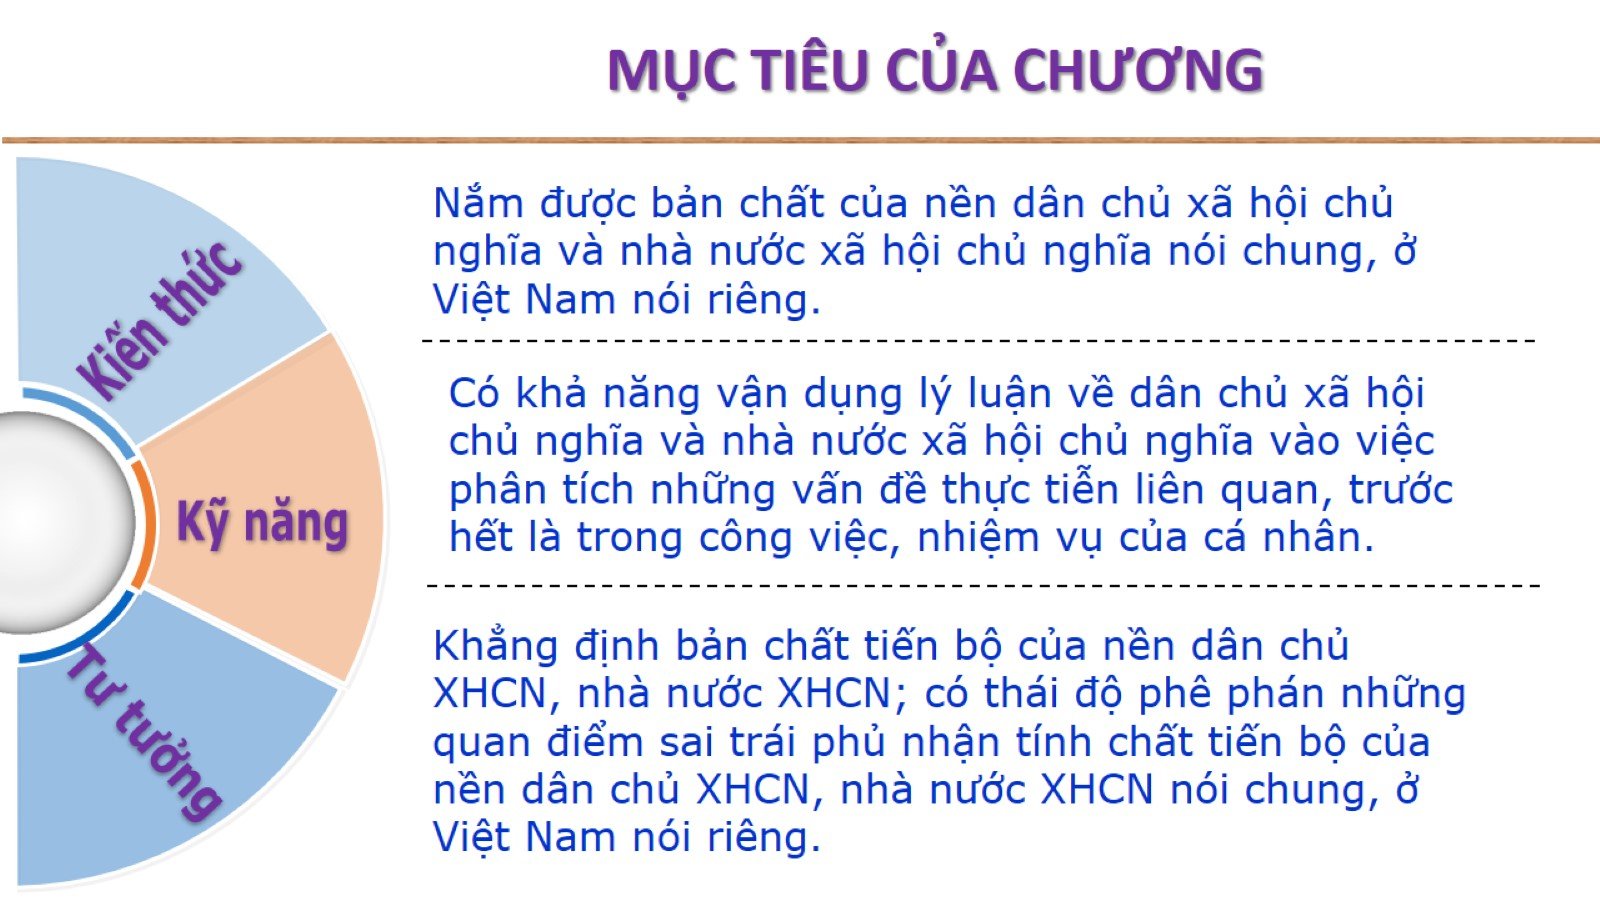 MỤC TIÊU CỦA CHƯƠNG
Kiến thức
Nắm được bản chất của nền dân chủ xã hội chủ
nghĩa và nhà nước xã hội chủ nghĩa nói chung, ở
Việt Nam nói riêng.
Kỹ năng
Có khả năng vận dụng lý luận về dân chủ xã hội
chủ nghĩa và nhà nước xã hội chủ nghĩa vào việc
phân tích những vấn đề thực tiễn liên quan, trước
hết là trong công việc, nhiệm vụ của cá nhân.
Tư tưởng
Khẳng định bản chất tiến bộ của nền dân chủ
XHCN, nhà nước XHCN; có thái độ phê phán những
quan điểm sai trái phủ nhận tính chất tiến bộ của
nền dân chủ XHCN, nhà nước XHCN nói chung, ở
Việt Nam nói riêng.